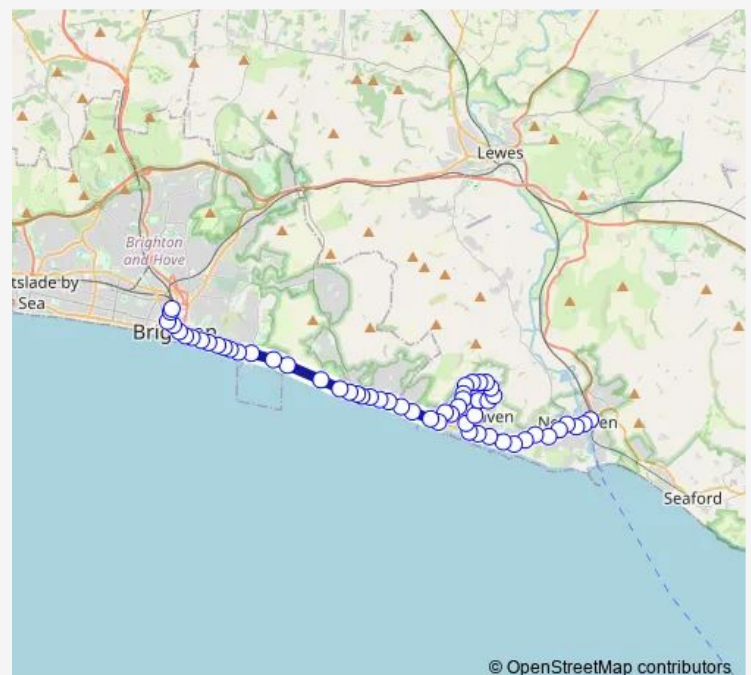 Lewes
Brighton
and Hove
tslade by
Sea
Seaford
© OpenStreetMap contributors